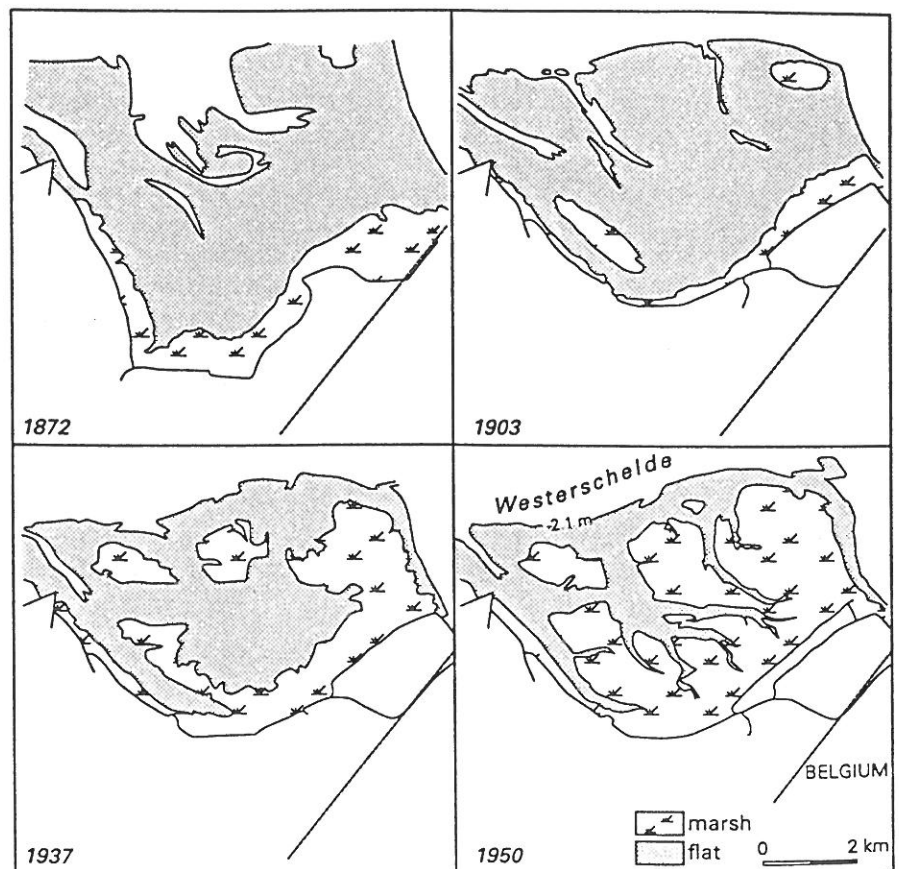 1872
1903
1937
Westerschelde
-2.1 m
BELGIUM
marsh
flat
0 2 km
1950